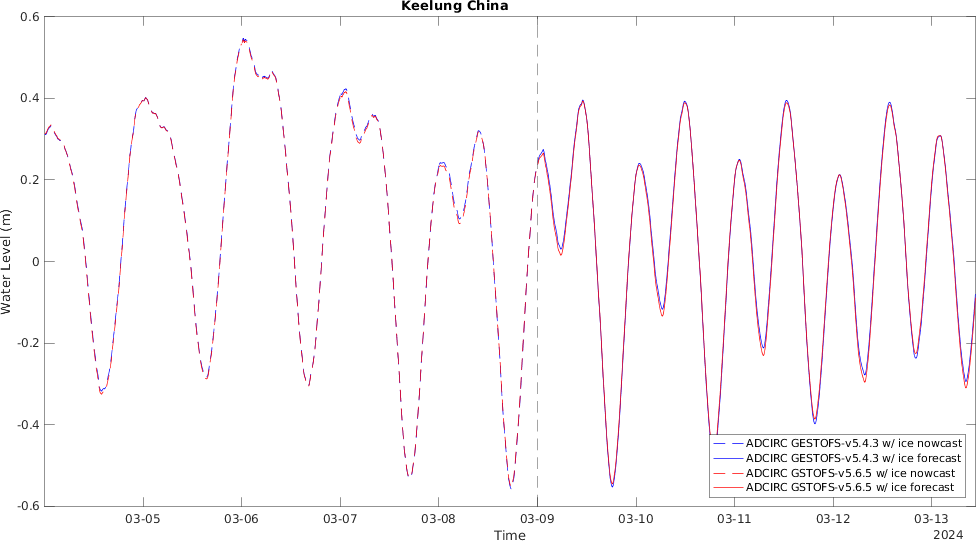 Keelung China
Water Level (m)
0.6
0.4
0.2
0
-0.2
-0.4
-0.6
03-05
03-06
03-07
03-08
03-09
03-10
03-11
03-12
03-13
Time
2024
ADCIRC GESTOFS-v5.4.3 w/ ice nowcast
ADCIRC GESTOFS-v5.4.3 w/ ice forecast
ADCIRC GSTOFS-v5.6.5 w/ ice nowcast
ADCIRC GSTOFS-v5.6.5 w/ ice forecast